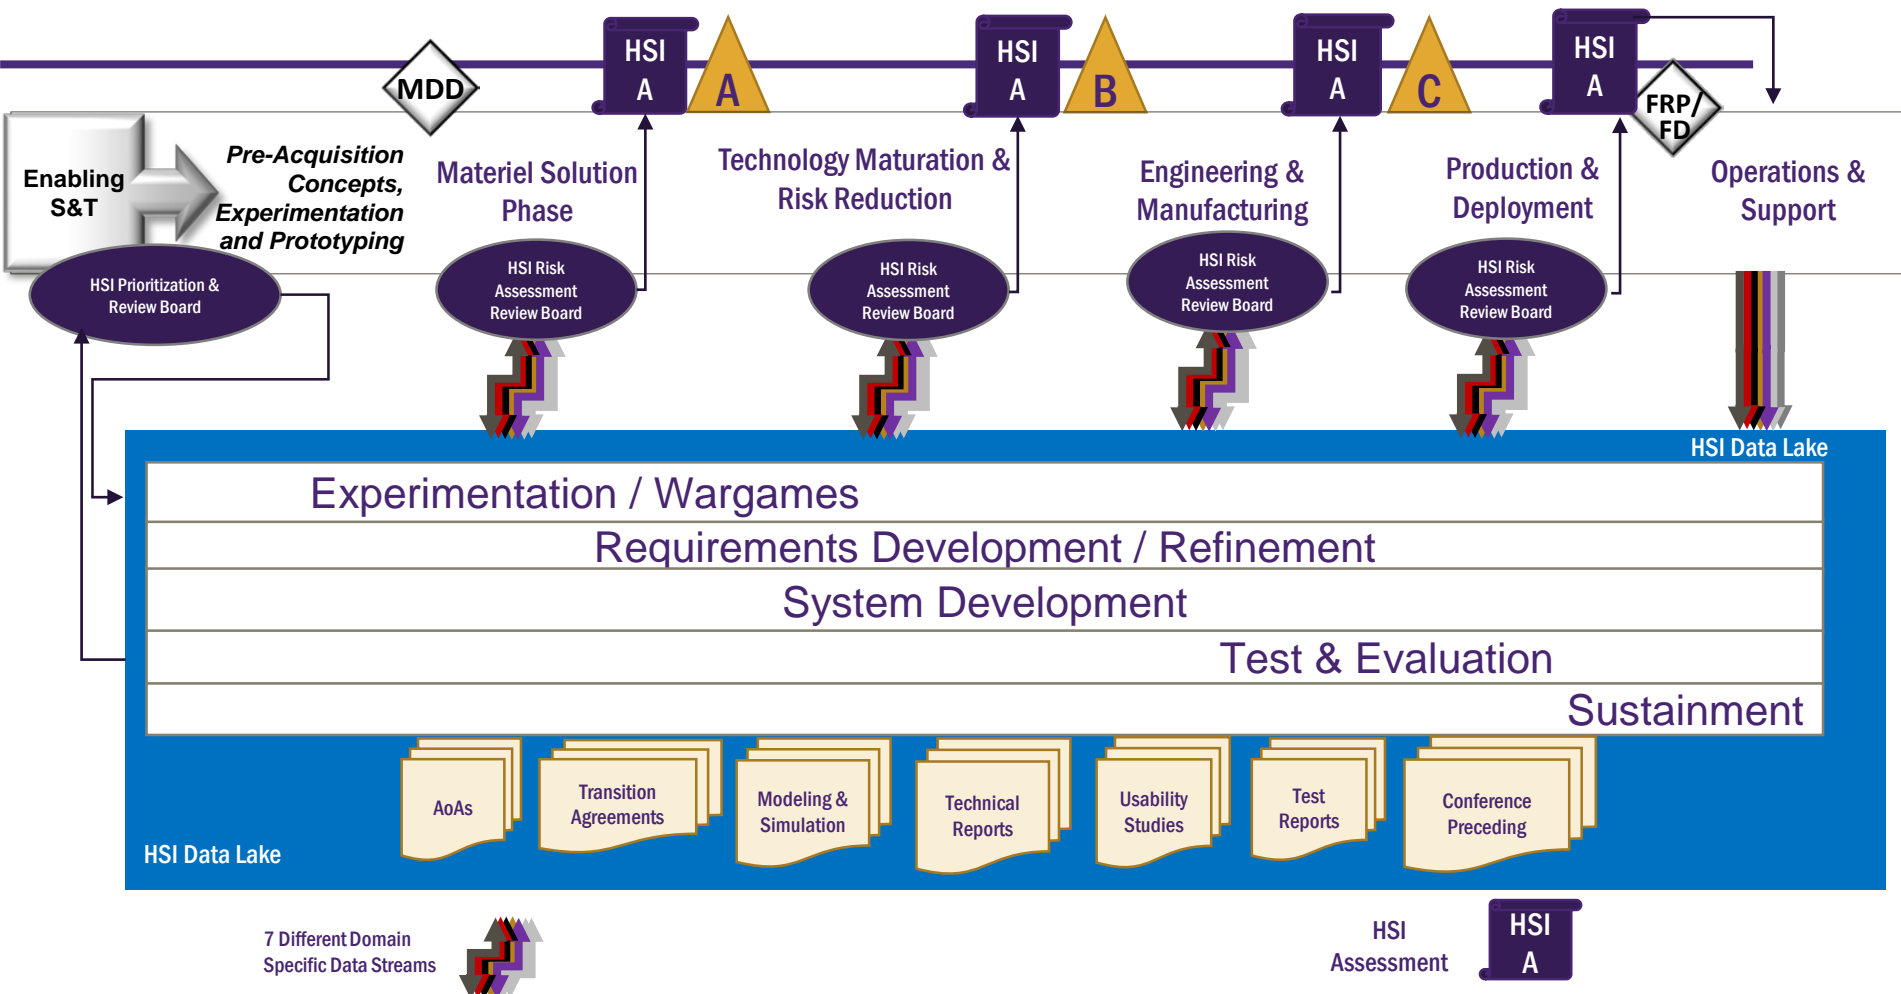 HSI
A
A
HSI
A
B
HSI
A
C
HSI
A
MDD
FRP/
FD
Enabling
S&T
Pre-Acquisition
Concepts,
Experimentation
and Prototyping
Materiel Solution
Phase
Technology Maturation &
Risk Reduction
Engineering &
Manufacturing
Production &
Deployment
Operations &
Support
HSI Prioritization &
Review Board
HSI Risk
Assessment
Review Board
HSI Risk
Assessment
Review Board
HSI Risk
Assessment
Review Board
HSI Risk
Assessment
Review Board
HSI Data Lake
Experimentation / Wargames
Requirements Development / Refinement
System Development
Test & Evaluation
Sustainment
AoAs
Transition
Agreements
Modeling &
Simulation
Technical
Reports
Usability
Studies
Test
Reports
Conference
Preceding
HSI Data Lake
7 Different Domain
Specific Data Streams
HSI
Assessment
HSI
A